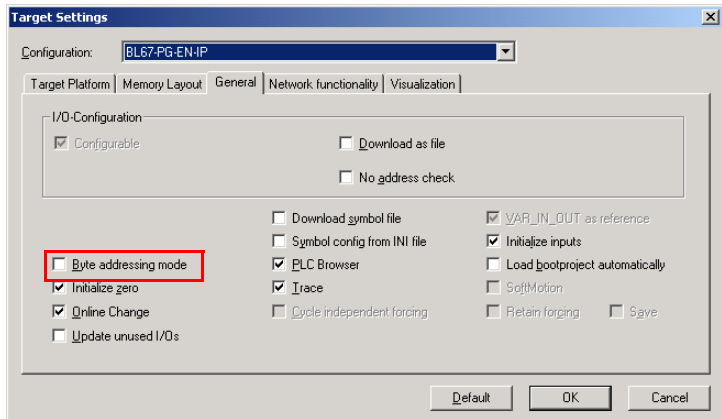 Target Settings
Configuration: BL67-PG-EN-IP
Target Platform Memory Layout General Network functionality Visualization
I/O-Configuration
Configurable Download as file
No address check
Download symbol file VAR_IN_OUT as reference
Symbol config from INI file Initialize inputs
Byte addressing mode PLC Browser Load bootproject automatically
Initialize zero Trace SoftMotion
Online Change Cycle independent forcing Retain forcing Save
Update unused I/Os
Default OK Cancel